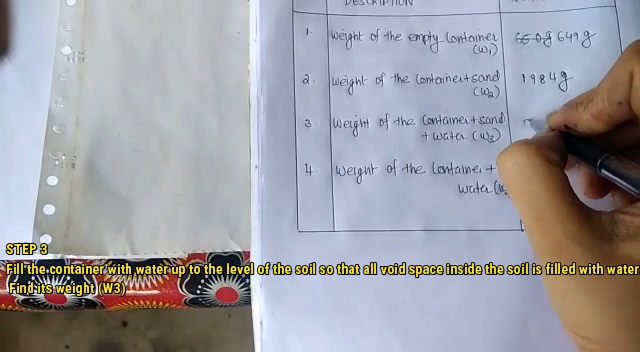 DESCRIPTION
1. Weight of the empty container (W1) 650g 649g
2. Weight of the Container+sand (W2) 1984g
3. Weight of the Container+sand + water (W3)
4. Weight of the Container + water
STEP 3
Fill the container with water up to the level of the soil so that all void space inside the soil is filled with water
Find its weight (W3)